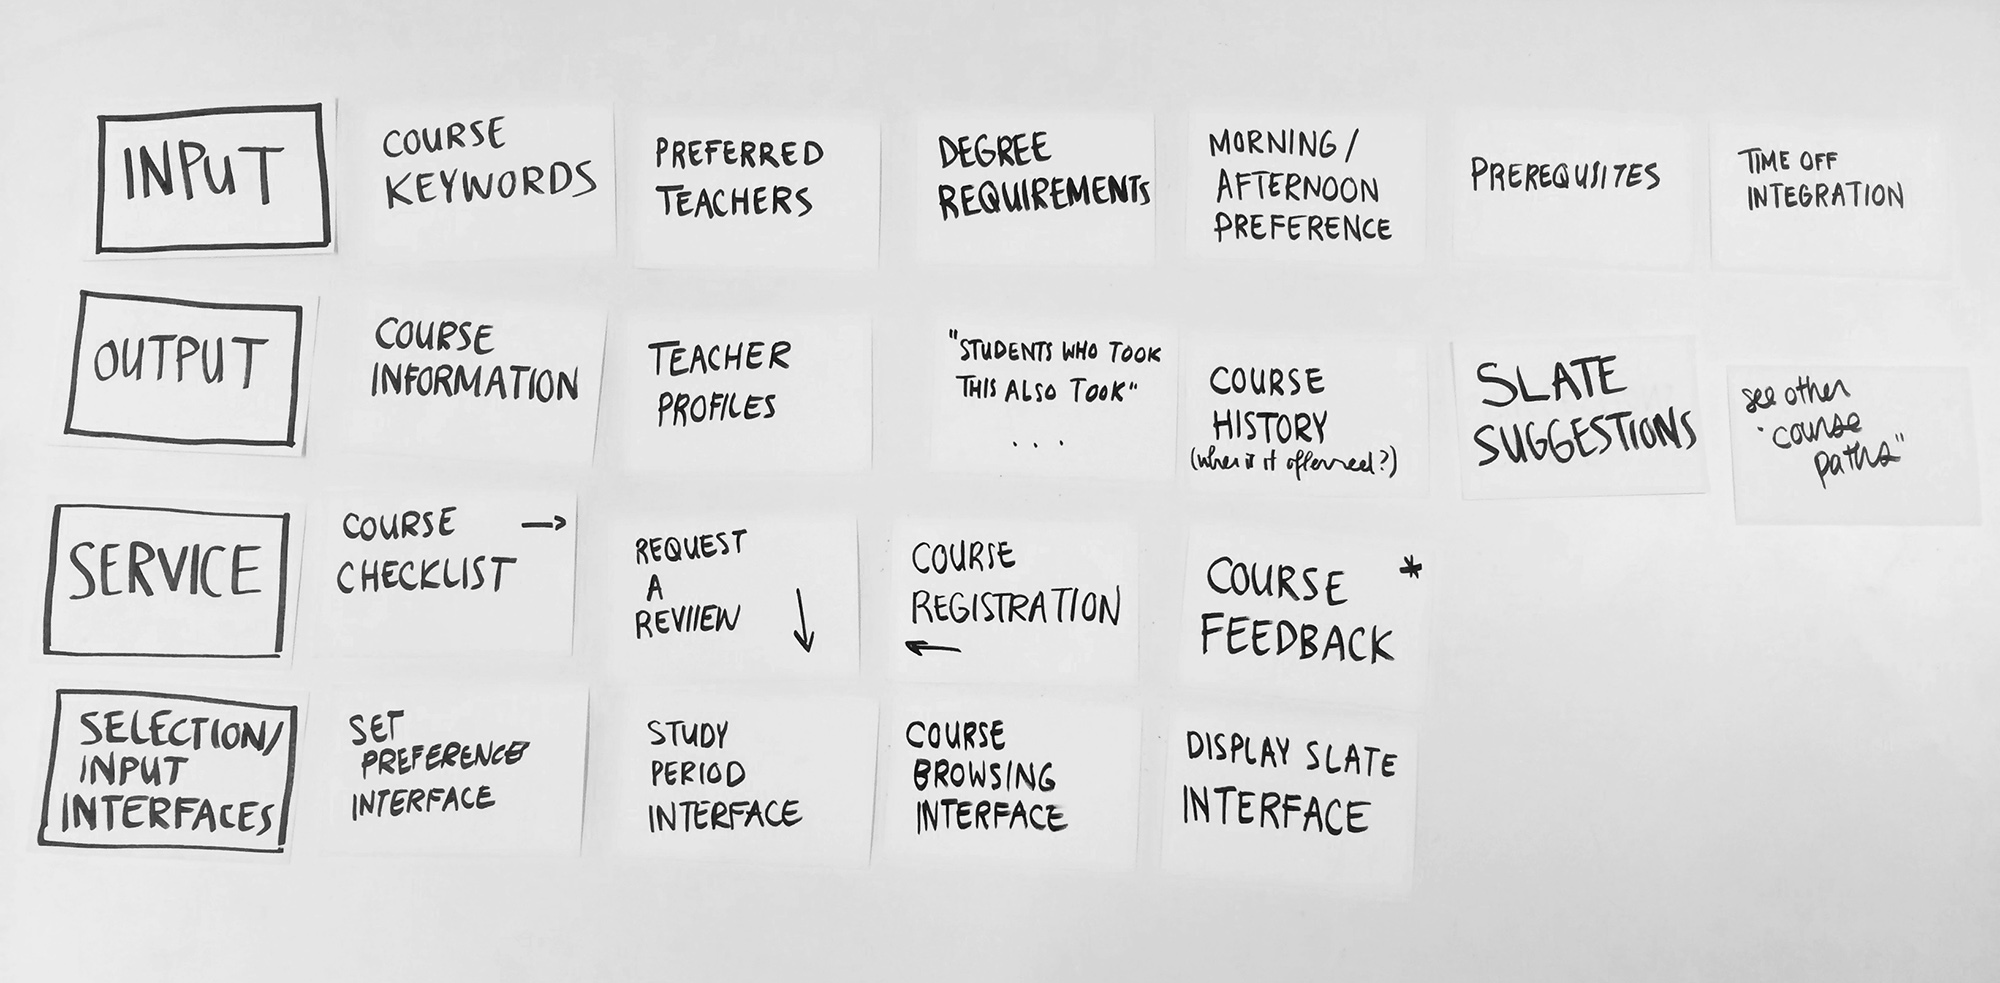 INPUT
COURSE
KEYWORDS
PREFERRED
TEACHERS
DEGREE
REQUIREMENTS
MORNING /
AFTERNOON
PREFERENCE
PREREQUSITES
TIME OFF
INTEGRATION
OUTPUT
COURSE
INFORMATION
TEACHER
PROFILES
"STUDENTS WHO TOOK
THIS ALSO TOOK"
...
COURSE
HISTORY
(when is it offerred?)
SLATE
SUGGESTIONS
see other
"course
paths"
SERVICE
COURSE →
CHECKLIST
REQUEST
A
REVIIEW ↓
COURSE
REGISTRATION
←
COURSE *
FEEDBACK
SELECTION/
INPUT
INTERFACES
SET
PREFERENCE
INTERFACE
STUDY
PERIOD
INTERFACE
COURSE
BROWSING
INTERFACE
DISPLAY SLATE
INTERFACE